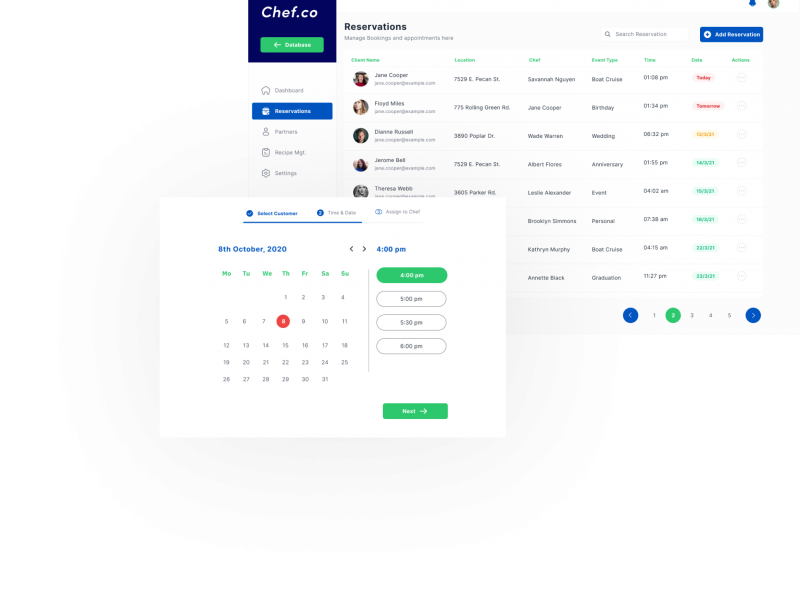 Chef.co
Database
Dashboard
Reservations
Partners
Recipe Mgt.
Settings
Reservations
Manage Bookings and appointments here
Search Reservation
Add Reservation
Client Name Location Chef Event Type Time Date Actions
Jane Cooper
jane.cooper@example.com
7529 E. Pecan St. Savannah Nguyen Boat Cruise 01:08 pm Today
Floyd Miles
jane.cooper@example.com
775 Rolling Green Rd. Jane Cooper Birthday 01:34 pm Tomorrow
Dianne Russell
jane.cooper@example.com
3890 Poplar Dr. Wade Warren Wedding 06:32 pm 12/3/21
Jerome Bell
jane.cooper@example.com
7529 E. Pecan St. Albert Flores Anniversary 01:55 pm 14/3/21
Theresa Webb
3605 Parker Rd. Leslie Alexander Event 04:02 am 15/3/21
Brooklyn Simmons Personal 07:38 am 16/3/21
Kathryn Murphy Boat Cruise 04:15 am 22/3/21
Annette Black Graduation 11:27 pm 23/3/21
1 2 3 4 5
Select Customer 2 Time & Date Assign to Chef
8th October, 2020 4:00 pm
Mo Tu We Th Fr Sa Su
1 2 3 4
5 6 7 8 9 10 11
12 13 14 15 16 17 18
19 20 21 22 23 24 25
26 27 28 29 30 31
4:00 pm
5:00 pm
5:30 pm
6:00 pm
Next